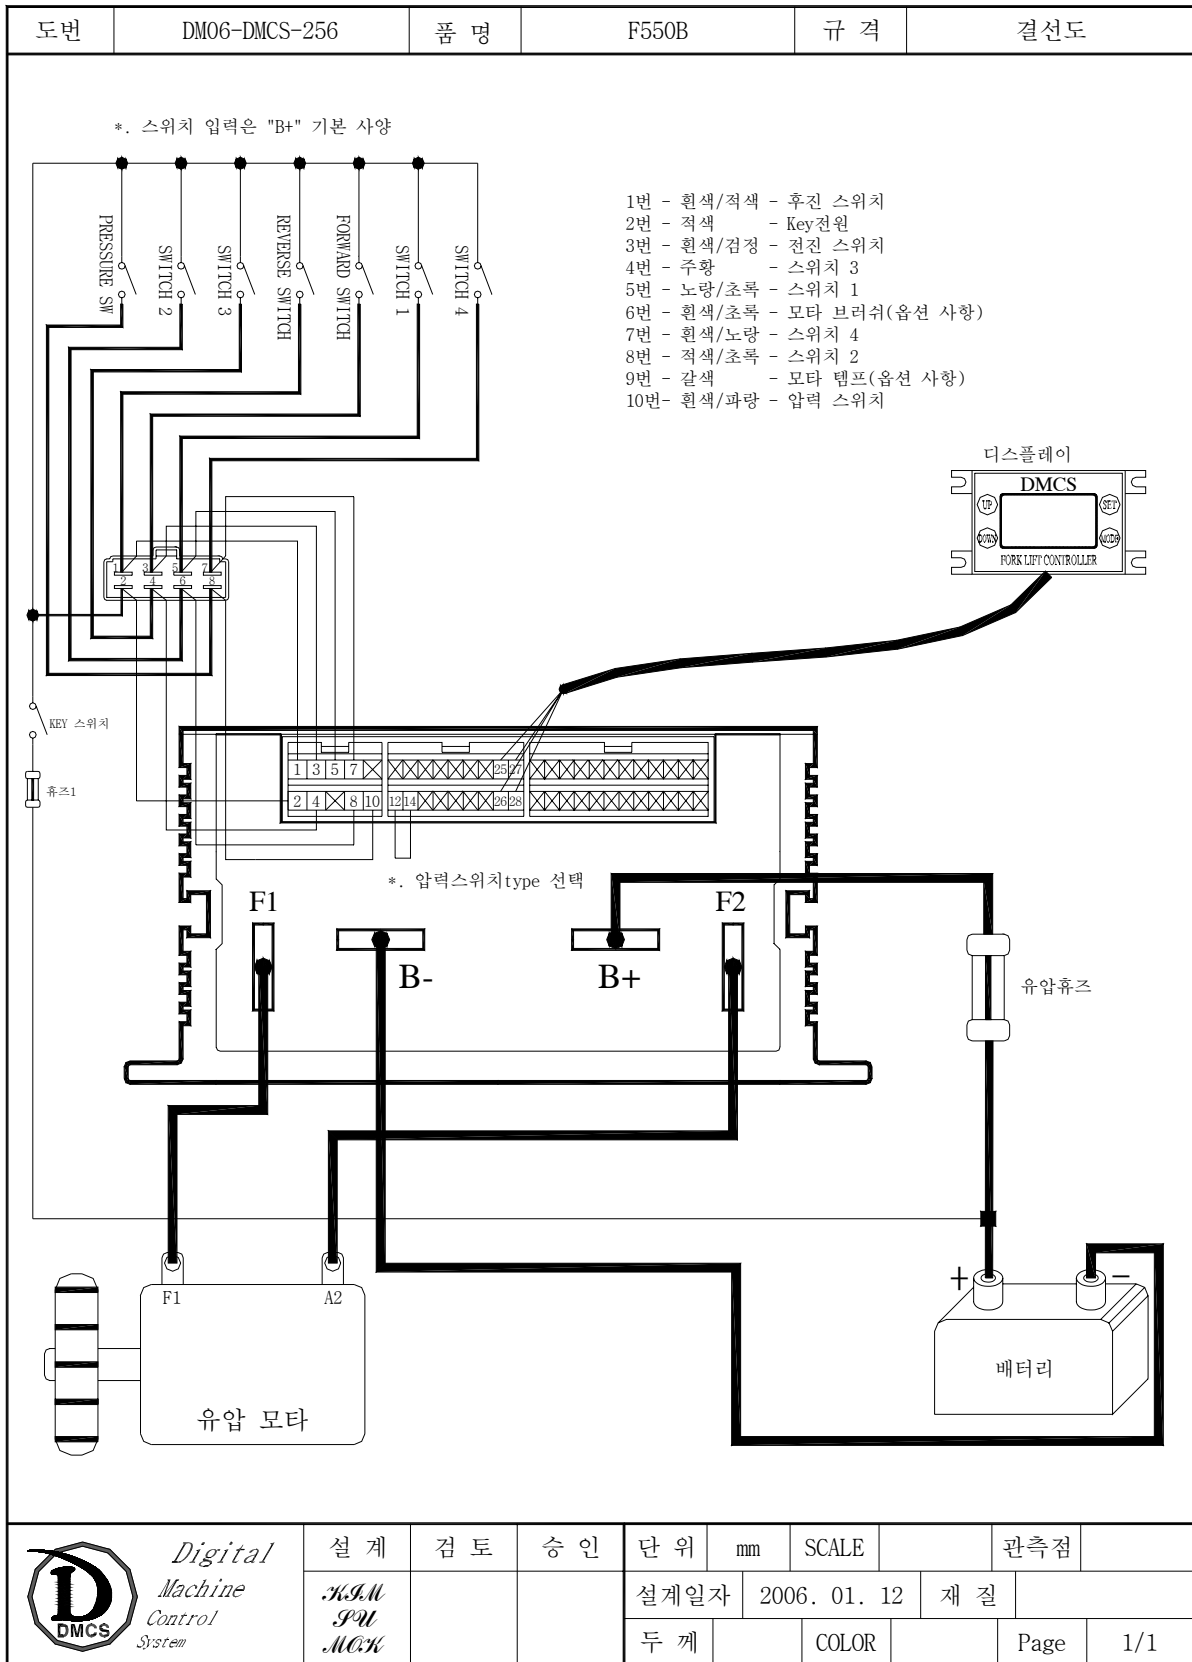 도번 DM06-DMCS-256 품 명 F550B 규 격 결선도
*. 스위치 입력은 "B+" 기본 사양
PRESSURE SW
SWITCH 2
SWITCH 3
REVERSE SWITCH
FORWARD SWITCH
SWITCH 1
SWITCH 4
1번 - 흰색/적색 - 후진 스위치
2번 - 적색 - Key전원
3번 - 흰색/검정 - 전진 스위치
4번 - 주황 - 스위치 3
5번 - 노랑/초록 - 스위치 1
6번 - 흰색/초록 - 모타 브러쉬(옵션 사항)
7번 - 흰색/노랑 - 스위치 4
8번 - 적색/초록 - 스위치 2
9번 - 갈색 - 모타 템프(옵션 사항)
10번- 흰색/파랑 - 압력 스위치
디스플레이
DMCS
UP SET
DOWN MODE
FORK LIFT CONTROLLER
1 3 5 7
2 4 6 8
KEY 스위치
휴즈1
1 3 5 7 25 27
2 4 8 10 12 14 26 28
*. 압력스위치type 선택
F1 F2
B- B+
유압휴즈
F1 A2
유압 모타
+ -
배터리
DMCS
Digital
Machine
Control
System
설 계 검 토 승 인
KIM
SU
MOK
단 위 mm SCALE 관측점
설계일자 2006. 01. 12 재 질
두 께 COLOR Page 1/1